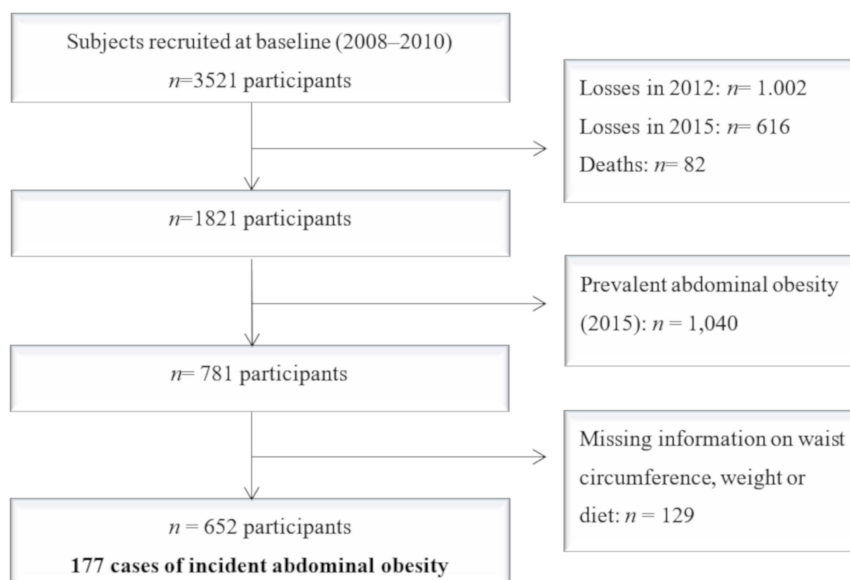 Subjects recruited at baseline (2008–2010)
n=3521 participants
Losses in 2012: n= 1.002
Losses in 2015: n= 616
Deaths: n= 82
n=1821 participants
Prevalent abdominal obesity
(2015): n = 1,040
n= 781 participants
Missing information on waist
circumference, weight or
diet: n = 129
n = 652 participants
177 cases of incident abdominal obesity